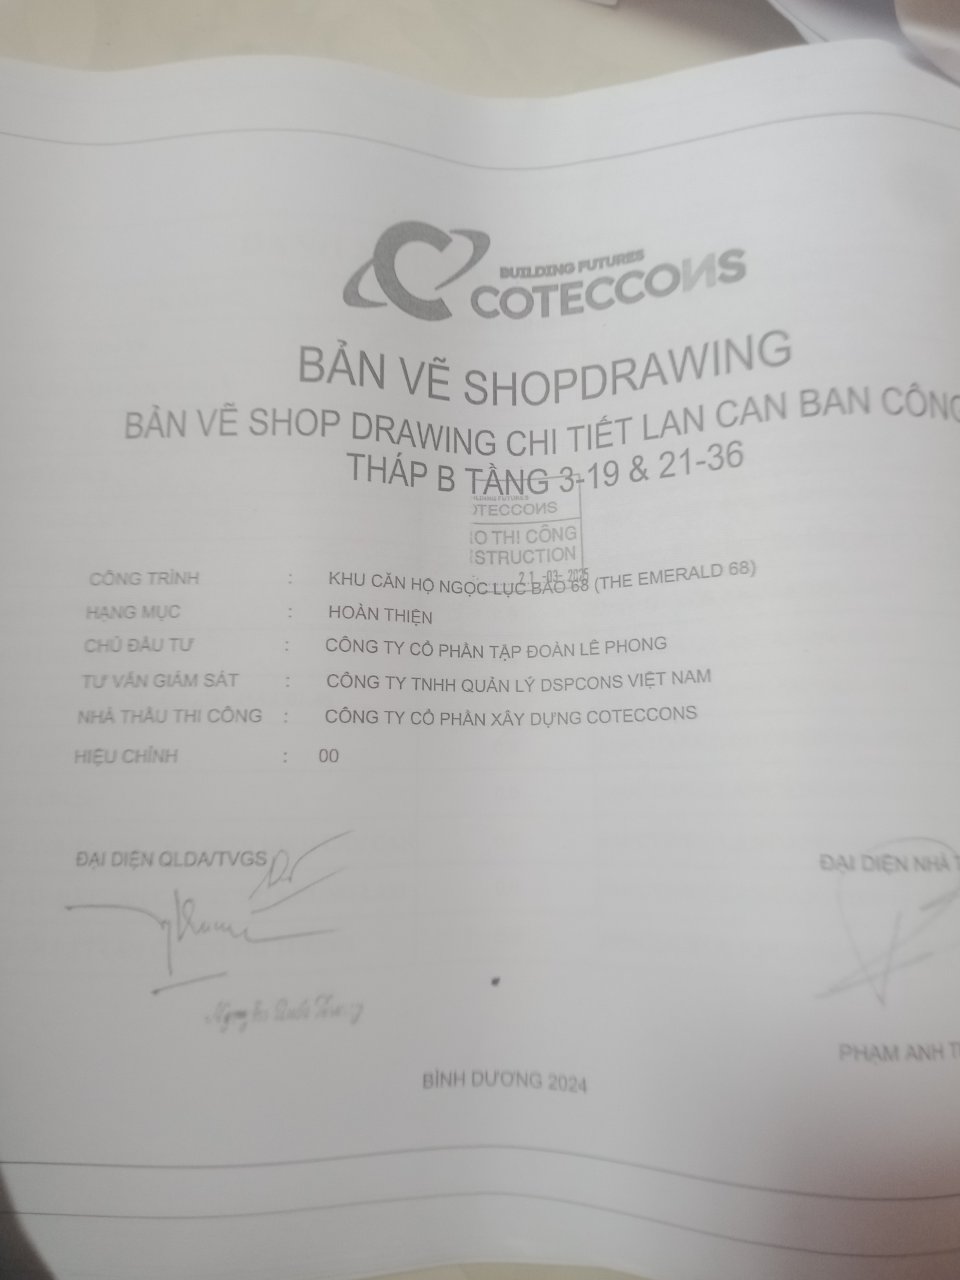 BUILDING FUTURES
COTECCONS
BẢN VẼ SHOPDRAWING
BẢN VẼ SHOP DRAWING CHI TIẾT LAN CAN BAN CÔNG
THÁP B TẦNG 3-19 & 21-36
OTECCONS
O THI CÔNG
STRUCTION
21 -03- 2025
CÔNG TRÌNH : KHU CĂN HỘ NGỌC LỤC BẢO 68 (THE EMERALD 68)
HẠNG MỤC : HOÀN THIỆN
CHỦ ĐẦU TƯ : CÔNG TY CỔ PHẦN TẬP ĐOÀN LÊ PHONG
TƯ VẤN GIÁM SÁT : CÔNG TY TNHH QUẢN LÝ DSPCONS VIỆT NAM
NHÀ THẦU THI CÔNG : CÔNG TY CỔ PHẦN XÂY DỰNG COTECCONS
HIỆU CHỈNH : 00
ĐẠI DIỆN QLDA/TVGS ĐẠI DIỆN NHÀ T
PHẠM ANH T
BÌNH DƯƠNG 2024